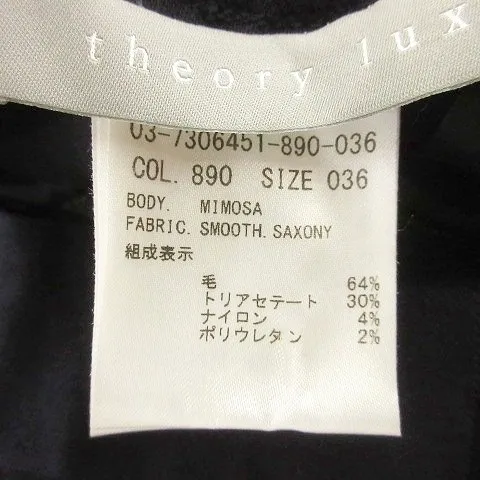 theory lux
03-7306451-890-036
COL. 890 SIZE 036
BODY. MIMOSA
FABRIC. SMOOTH. SAXONY
組成表示
毛 64%
トリアセテート 30%
ナイロン 4%
ポリウレタン 2%